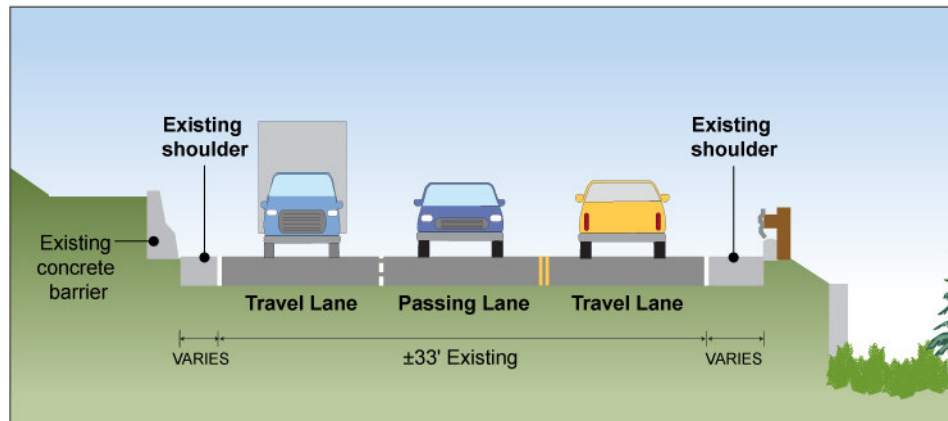 Existing
shoulder
Existing
shoulder
Existing
concrete
barrier
Travel Lane
Passing Lane
Travel Lane
VARIES
±33' Existing
VARIES